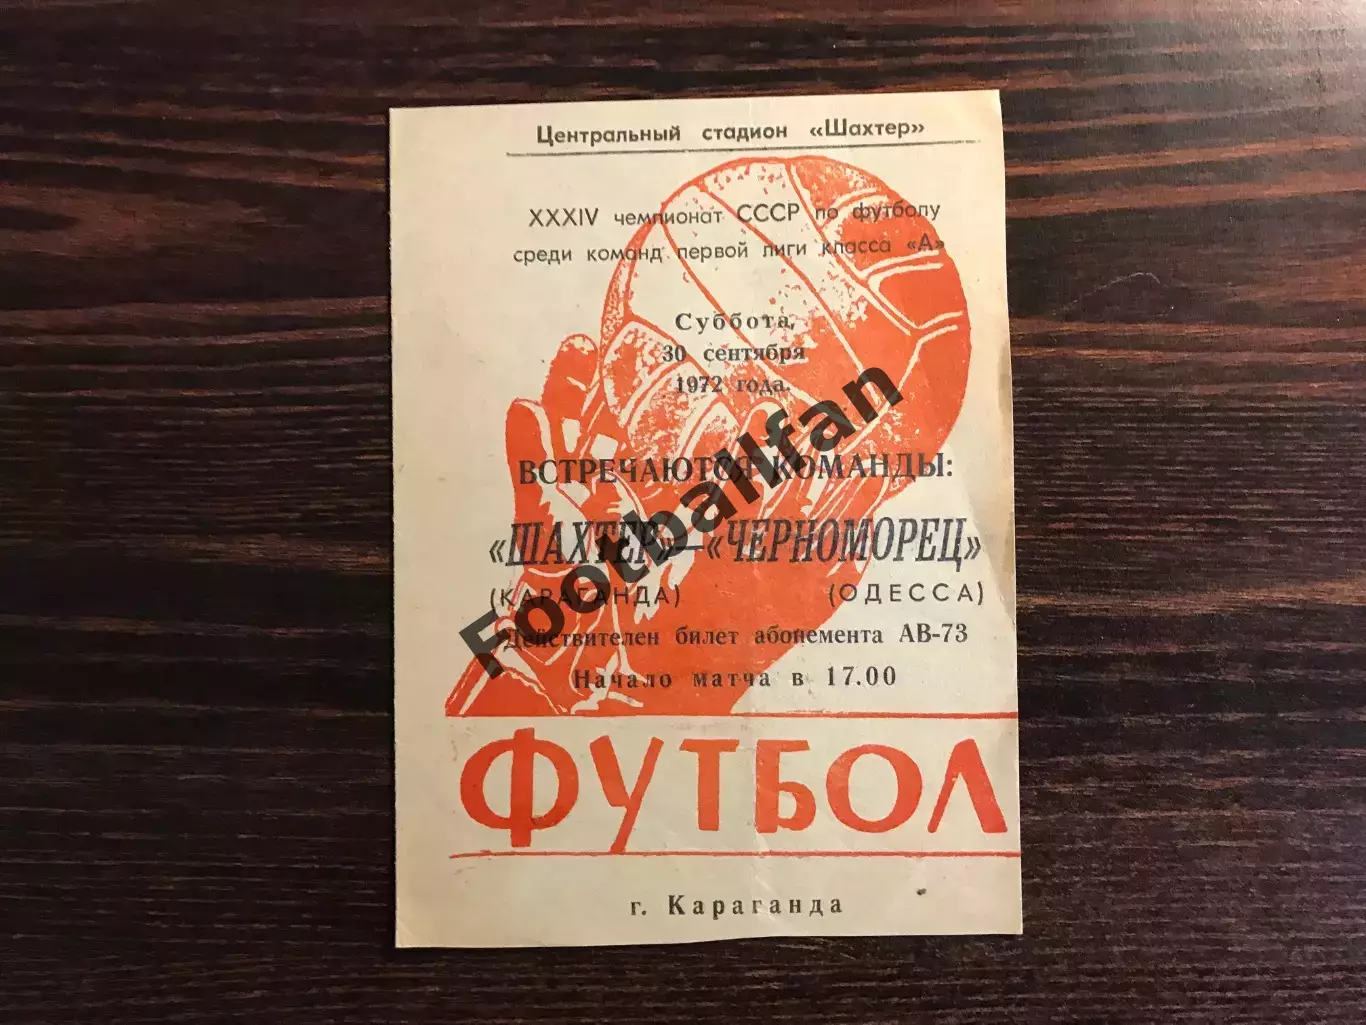 Центральный стадион «Шахтер»
XXXIV чемпионат СССР по футболу
среди команд первой лиги класса «А»
Суббота,
30 сентября
1972 года.
ВСТРЕЧАЮТСЯ КОМАНДЫ:
«ШАХТЕР»—«ЧЕРНОМОРЕЦ»
(КАРАГАНДА) (ОДЕССА)
Действителен билет абонемента АВ-73
Начало матча в 17.00
ФУТБОЛ
г. Караганда
Footballfan